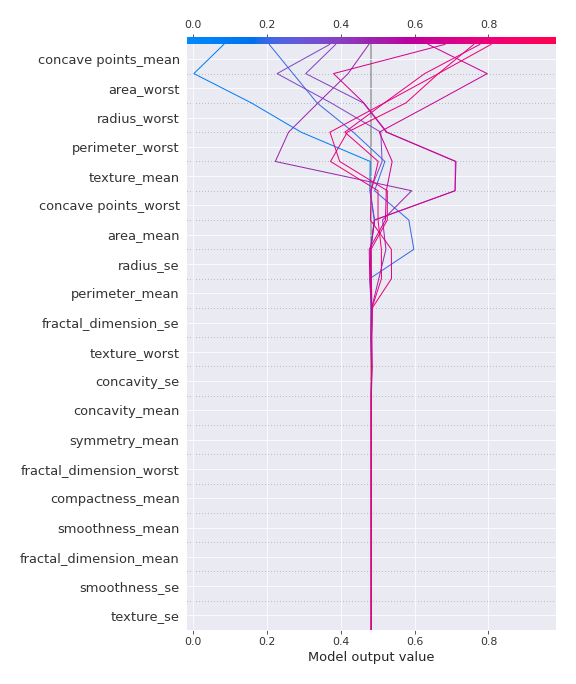 0.0 0.2 0.4 0.6 0.8
concave points_mean
area_worst
radius_worst
perimeter_worst
texture_mean
concave points_worst
area_mean
radius_se
perimeter_mean
fractal_dimension_se
texture_worst
concavity_se
concavity_mean
symmetry_mean
fractal_dimension_worst
compactness_mean
smoothness_mean
fractal_dimension_mean
smoothness_se
texture_se
0.0 0.2 0.4 0.6 0.8
Model output value